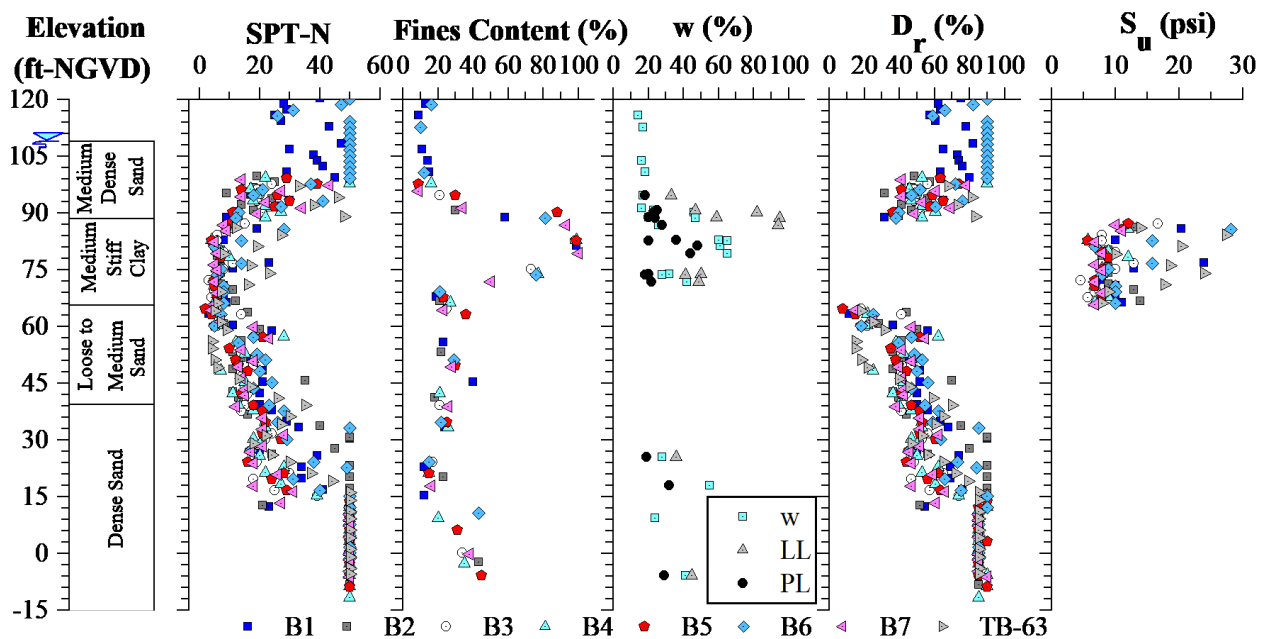 Elevation
(ft-NGVD)
SPT-N
Fines Content (%)
w (%)
D_r (%)
S_u (psi)
0 20 40 60
0 20 40 60 80 100
0 20 40 60 80 100
0 20 40 60 80 100
0 10 20 30
120
105
90
75
60
45
30
15
0
-15
Medium
Dense
Sand
Medium
Stiff
Clay
Loose to
Medium
Sand
Dense Sand
w
LL
PL
B1 B2 B3 B4 B5 B6 B7 TB-63